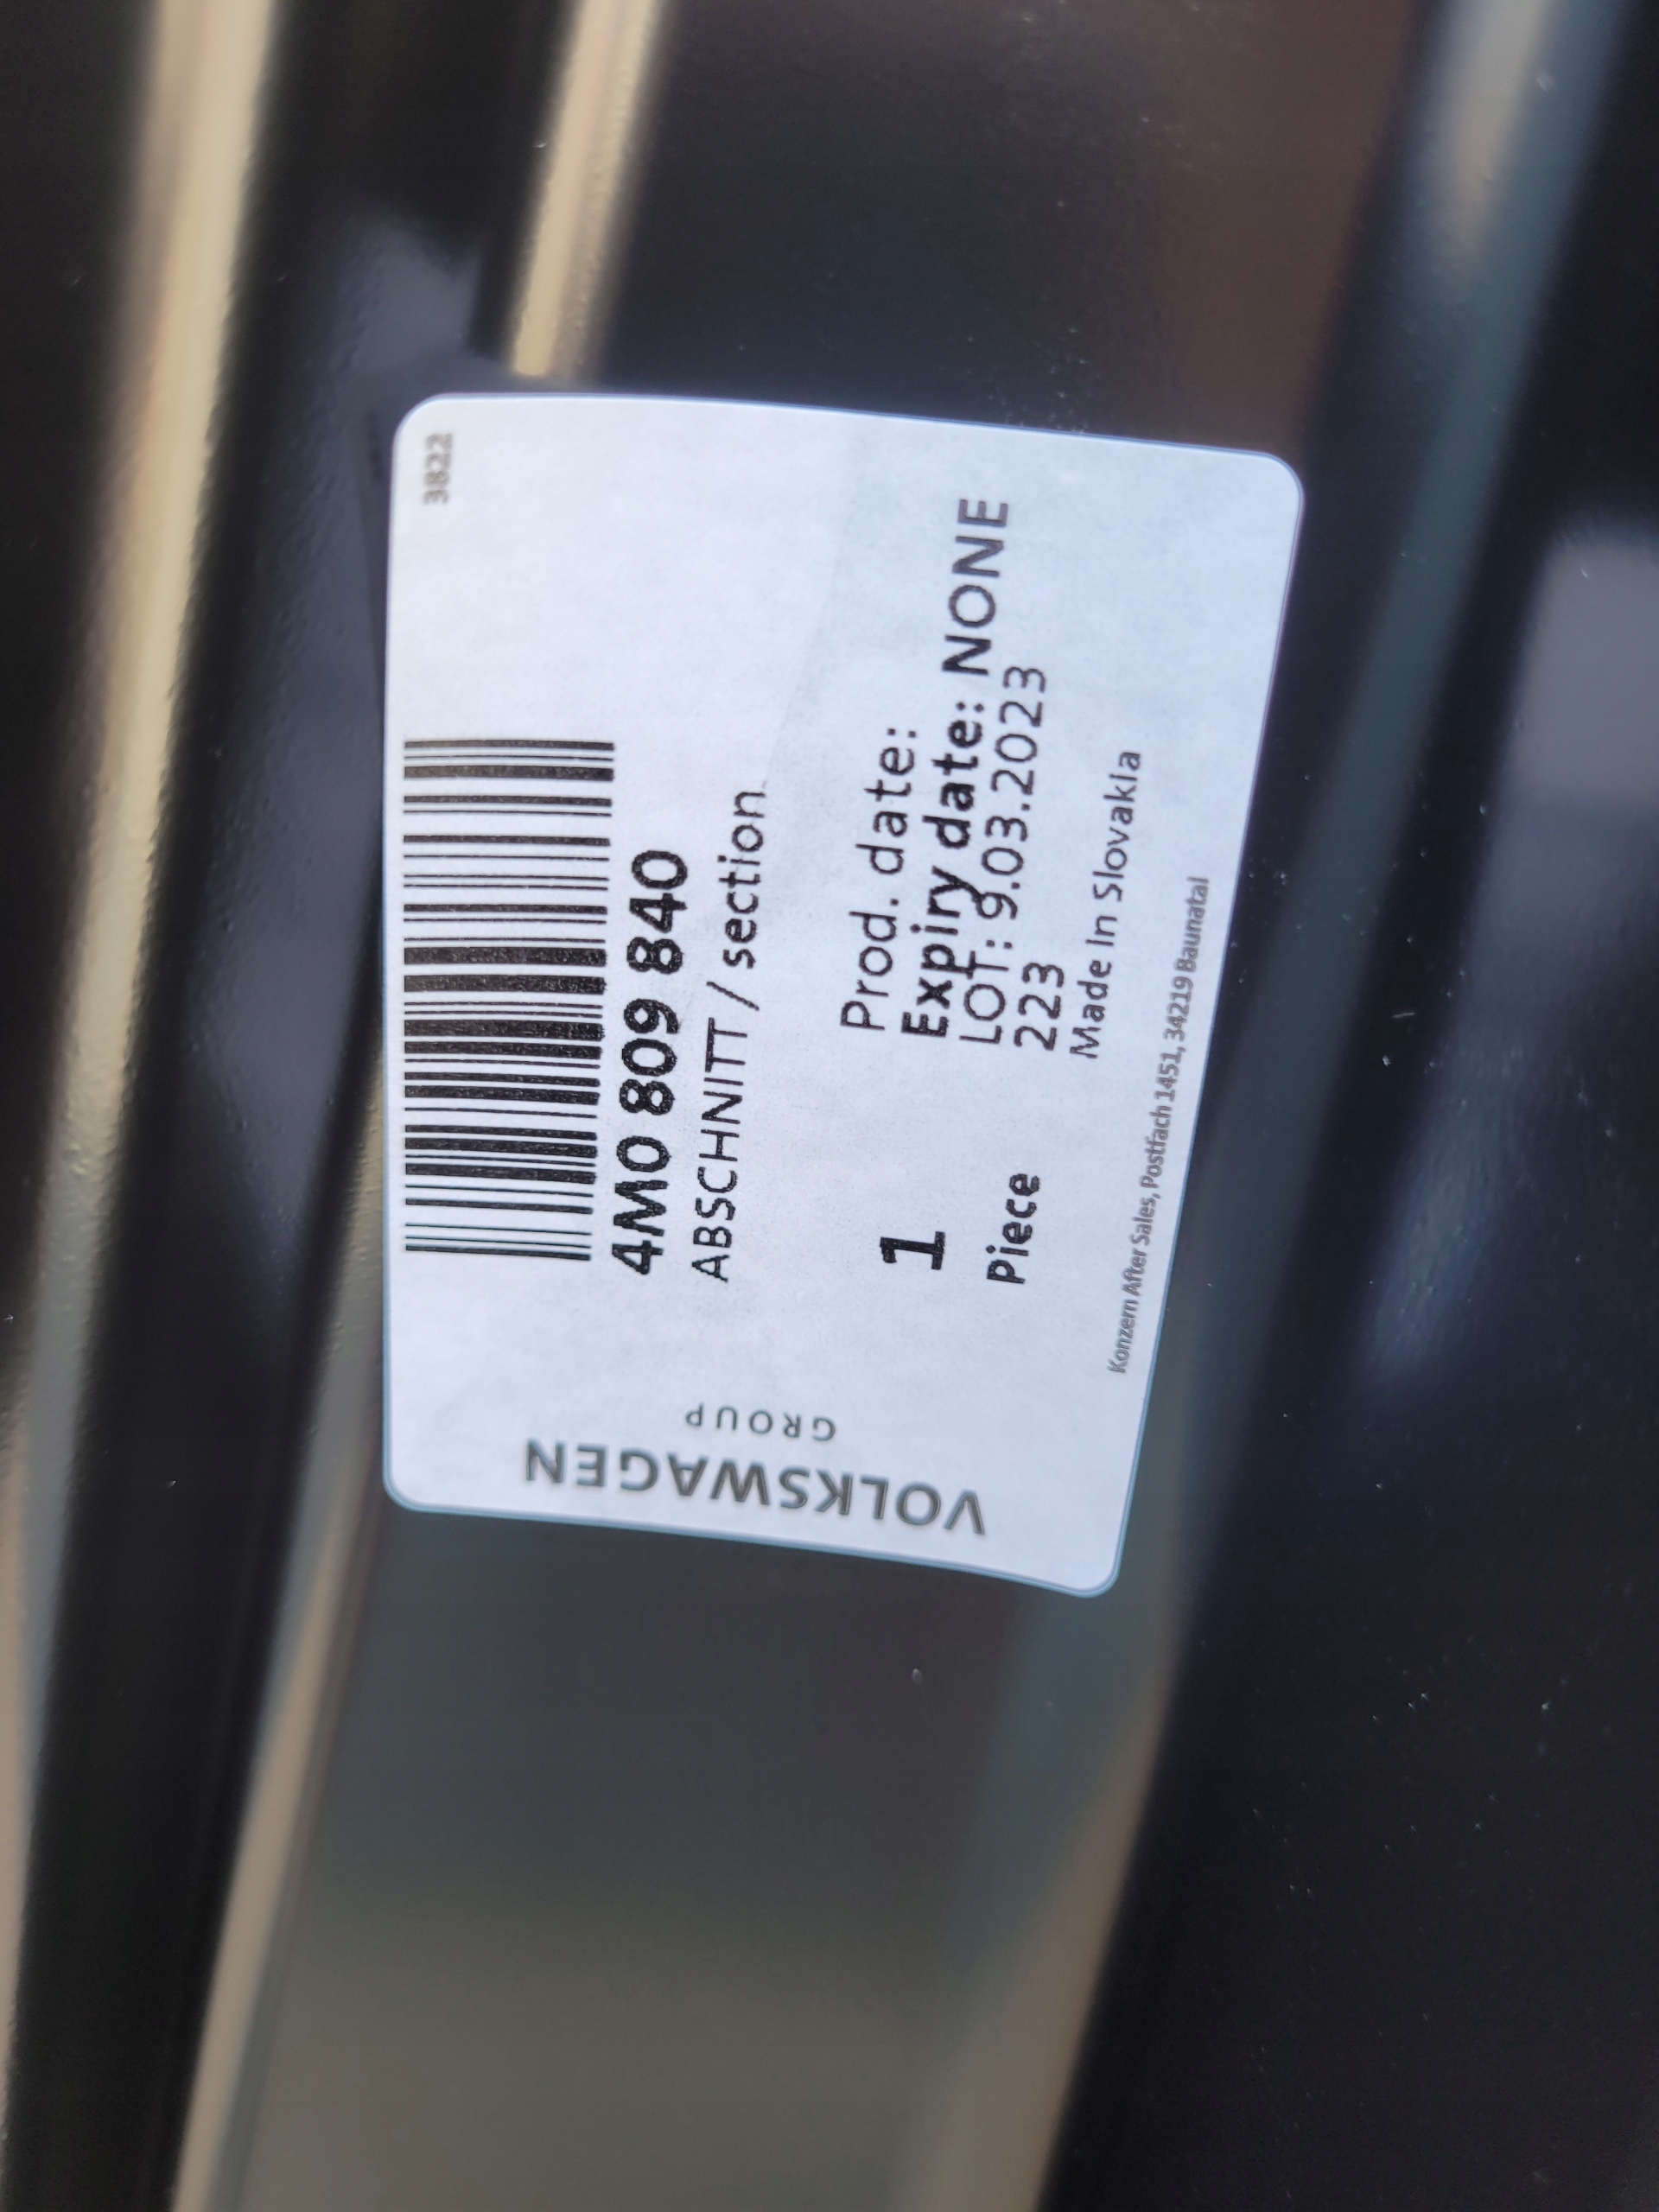 3822
4M0 809 840
ABSCHNITT / section
1
Piece
Prod. date:
Expiry date: NONE
LOT: 9.03.2023
223
Made In Slovakia
Konzern After Sales, Postfach 1451, 34219 Baunatal
VOLKSWAGEN
GROUP